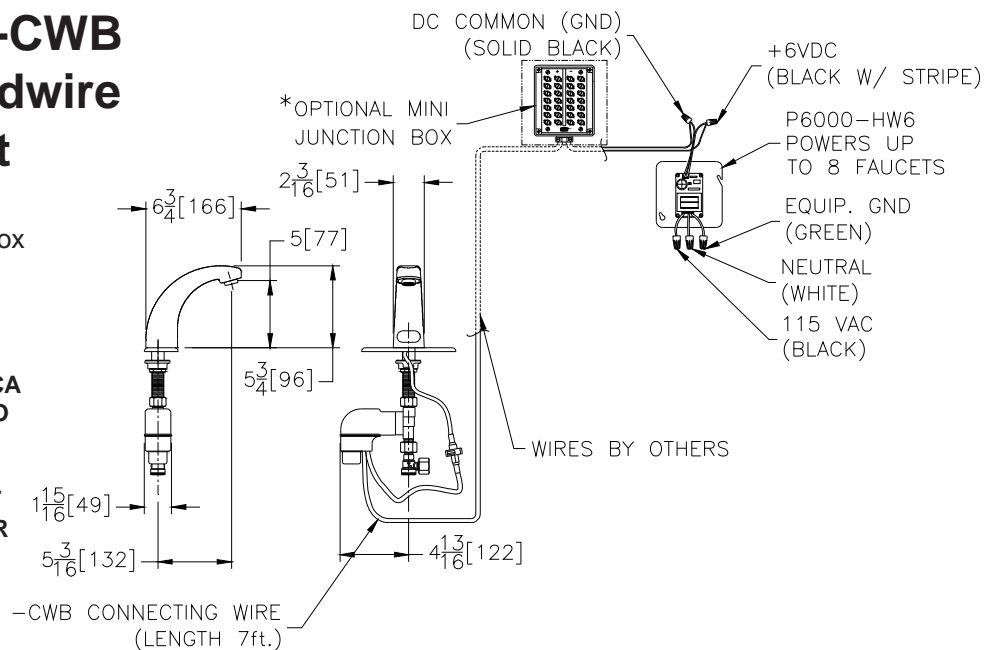 -CWB
dwire
t
ox
CA
O
R
DC COMMON (GND)
(SOLID BLACK)
+6VDC
(BLACK W/ STRIPE)
*OPTIONAL MINI
JUNCTION BOX
P6000-HW6
POWERS UP
TO 8 FAUCETS
EQUIP. GND
(GREEN)
NEUTRAL
(WHITE)
115 VAC
(BLACK)
2 3/16[51]
6 3/4[166]
5[77]
5 3/4[96]
WIRES BY OTHERS
1 15/16[49]
5 3/16[132]
4 13/16[122]
-CWB CONNECTING WIRE
(LENGTH 7ft.)